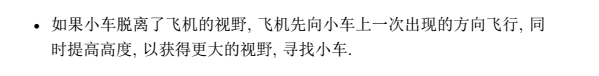 • 如果小车脱离了飞机的视野, 飞机先向小车上一次出现的方向飞行, 同
时提高高度, 以获得更大的视野, 寻找小车.